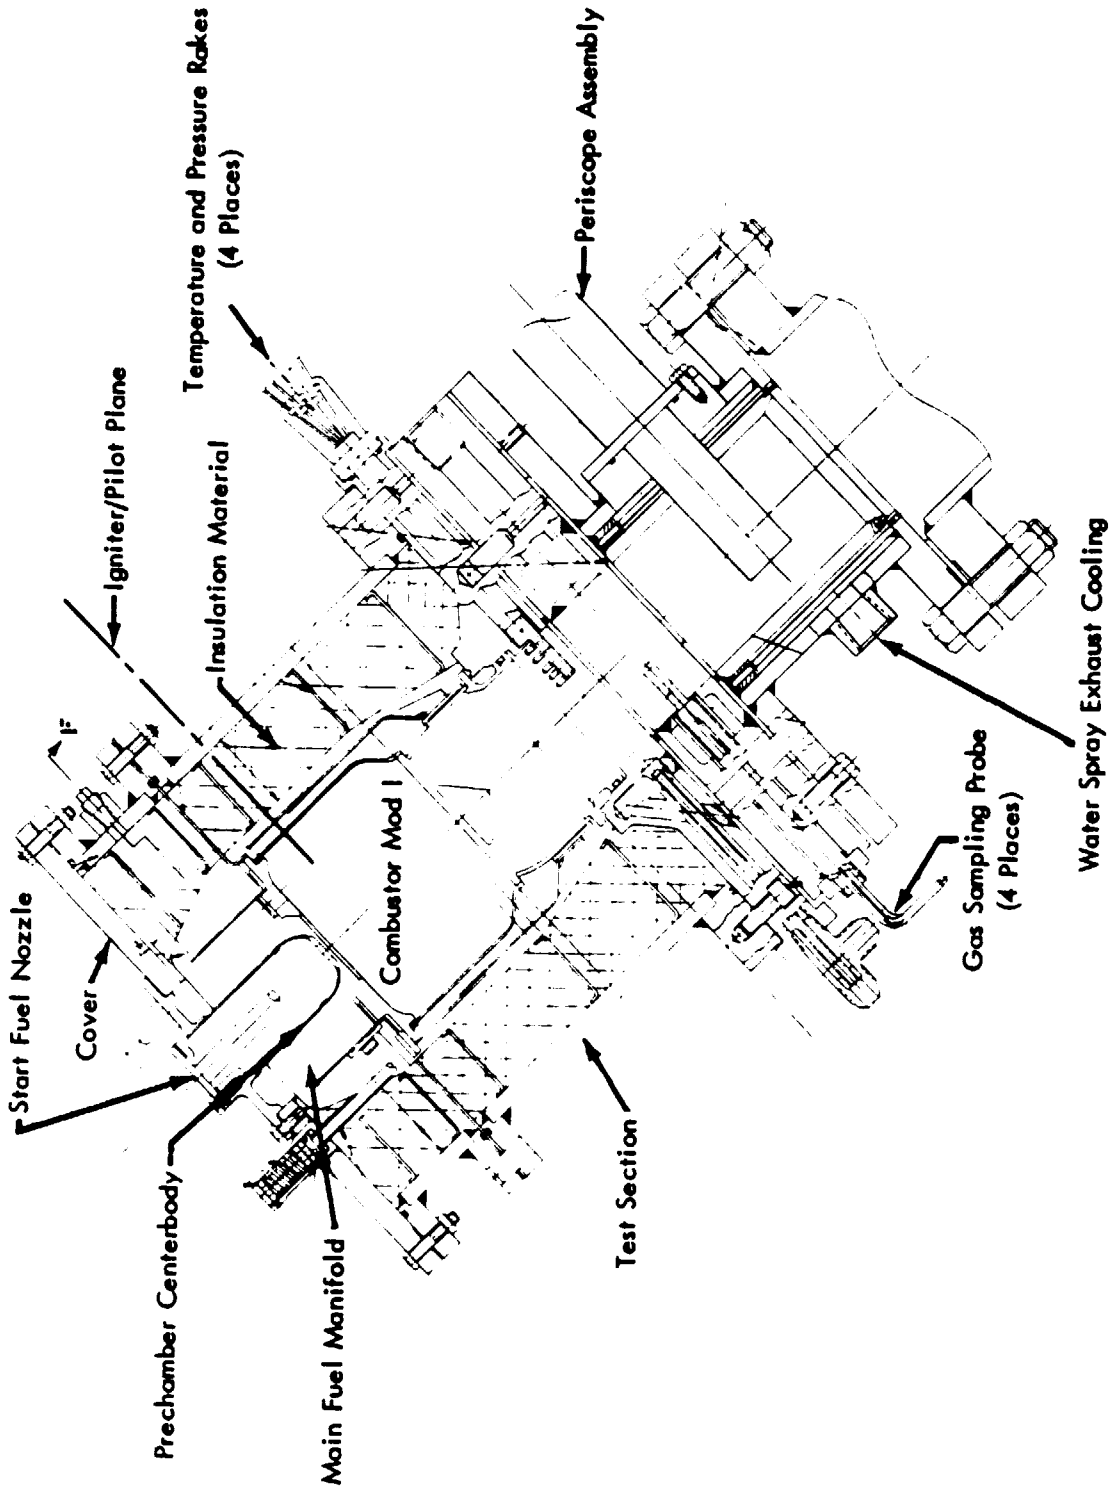 Start Fuel Nozzle
Cover
Prechamber Centerbody
Main Fuel Manifold
Igniter/Pilot Plane
Insulation Material
Temperature and Pressure Rakes
(4 Places)
Combustor Mod I
Periscope Assembly
Test Section
Gas Sampling Probe
(4 Places)
Water Spray Exhaust Cooling